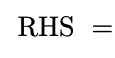 RHS =